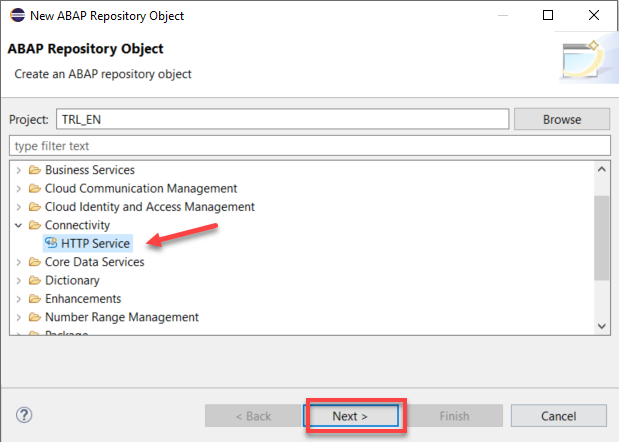 New ABAP Repository Object
ABAP Repository Object
Create an ABAP repository object
Project: TRL_EN Browse
type filter text
Business Services
Cloud Communication Management
Cloud Identity and Access Management
Connectivity
HTTP Service
Core Data Services
Dictionary
Enhancements
Number Range Management
Package
< Back Next > Finish Cancel